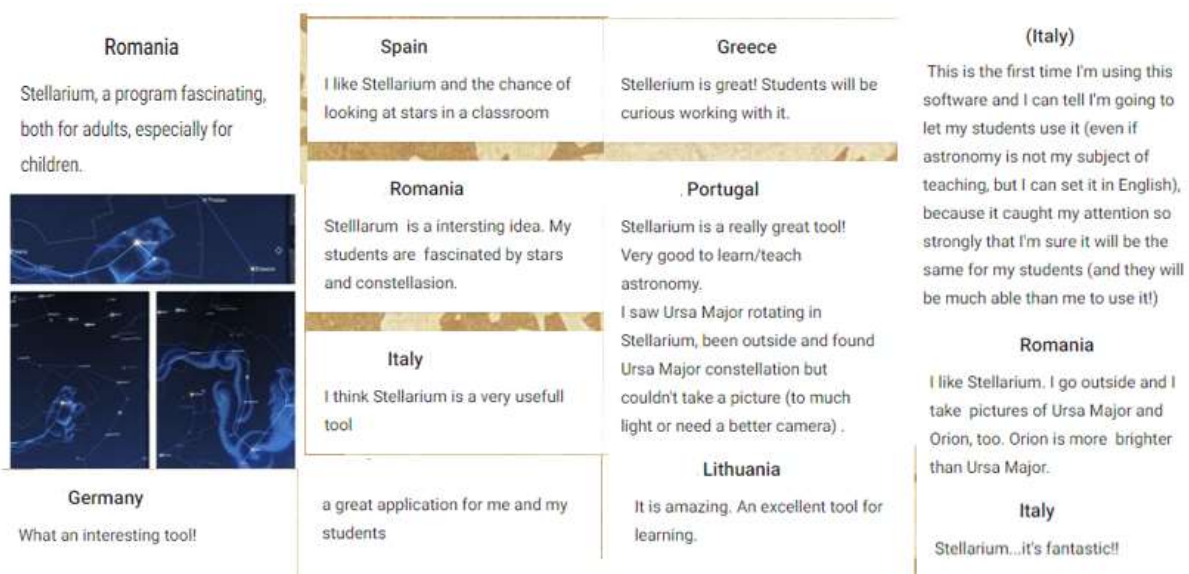 Romania
Stellarium, a program fascinating,
both for adults, especially for
children.
Germany
What an interesting tool!
Spain
I like Stellarium and the chance of
looking at stars in a classroom
Romania
Stelllarum is a intersting idea. My
students are fascinated by stars
and constellasion.
Italy
I think Stellarium is a very usefull
tool
a great application for me and my
students
Greece
Stellerium is great! Students will be
curious working with it.
. Portugal
Stellarium is a really great tool!
Very good to learn/teach
astronomy.
I saw Ursa Major rotating in
Stellarium, been outside and found
Ursa Major constellation but
couldn't take a picture (to much
light or need a better camera) .
Lithuania
It is amazing. An excellent tool for
learning.
(Italy)
This is the first time I'm using this
software and I can tell I'm going to
let my students use it (even if
astronomy is not my subject of
teaching, but I can set it in English),
because it caught my attention so
strongly that I'm sure it will be the
same for my students (and they will
be much able than me to use it!)
Romania
I like Stellarium. I go outside and I
take pictures of Ursa Major and
Orion, too. Orion is more brighter
than Ursa Major.
Italy
Stellarium...it's fantastic!!